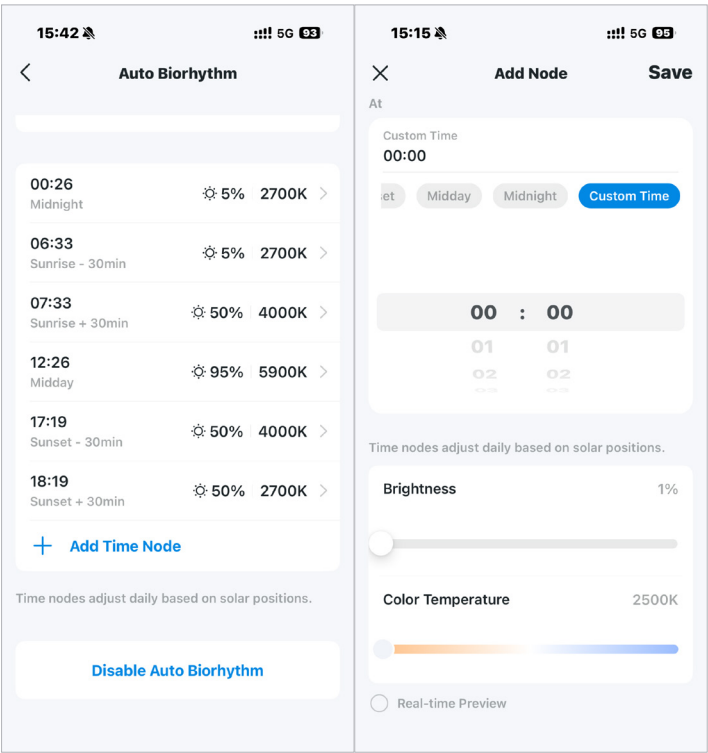 15:42 5G 93
Auto Biorhythm
00:26 5% 2700K
Midnight
06:33 5% 2700K
Sunrise - 30min
07:33 50% 4000K
Sunrise + 30min
12:26 95% 5900K
Midday
17:19 50% 4000K
Sunset - 30min
18:19 50% 2700K
Sunset + 30min
Add Time Node
Time nodes adjust daily based on solar positions.
Disable Auto Biorhythm
15:15 5G 95
Add Node Save
At
Custom Time
00:00
et Midday Midnight Custom Time
00 : 00
01 01
02 02
Time nodes adjust daily based on solar positions.
Brightness 1%
Color Temperature 2500K
Real-time Preview